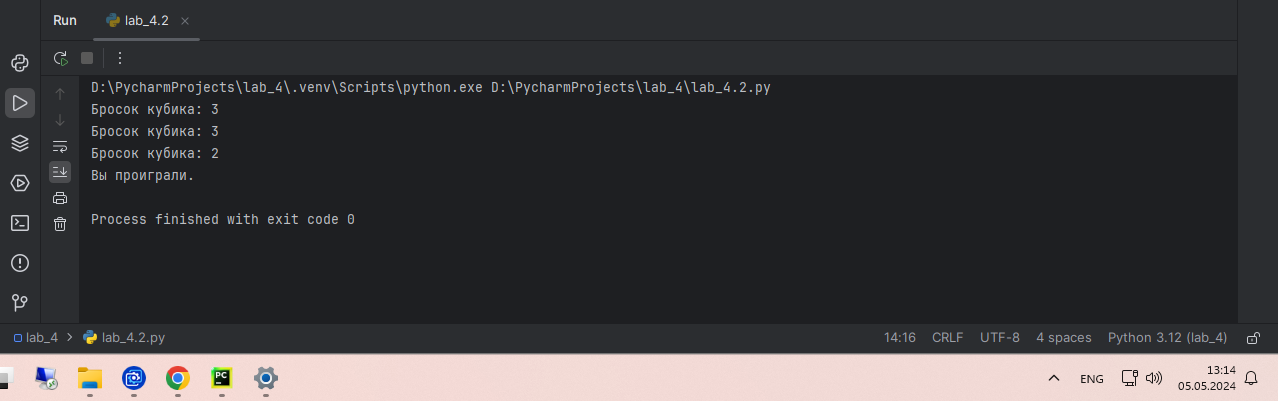 Run lab_4.2
D:\PycharmProjects\lab_4\.venv\Scripts\python.exe D:\PycharmProjects\lab_4\lab_4.2.py
Бросок кубика: 3
Бросок кубика: 3
Бросок кубика: 2
Вы проиграли.
Process finished with exit code 0
lab_4 > lab_4.2.py 14:16 CRLF UTF-8 4 spaces Python 3.12 (lab_4)
PC
ENG
13:14
05.05.2024